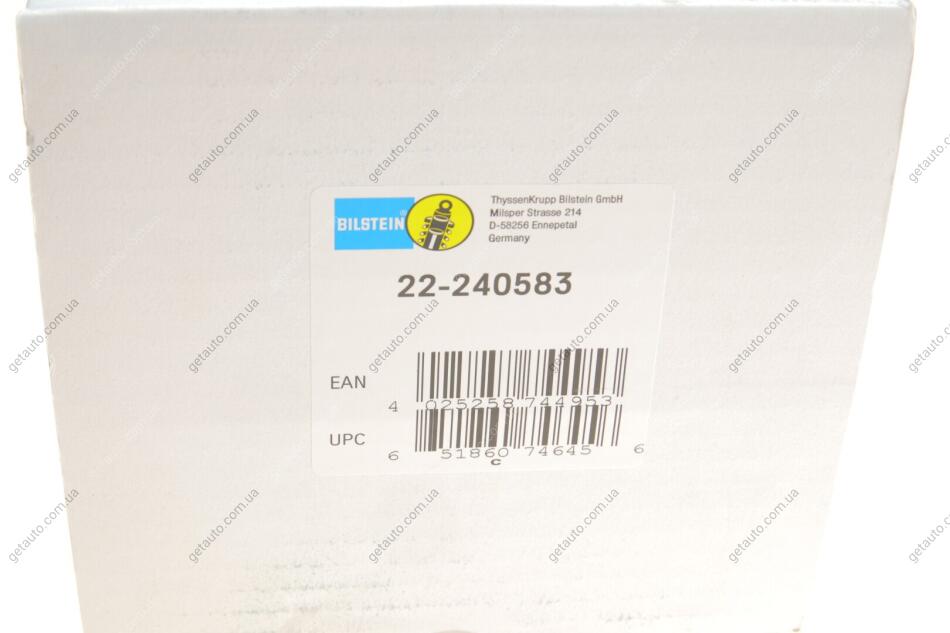 BILSTEIN®
ThyssenKrupp Bilstein GmbH
Milsper Strasse 214
D-58256 Ennepetal
Germany
22-240583
EAN
4 025258 744953
UPC
6 51860 74645 6
c
getauto.com.ua